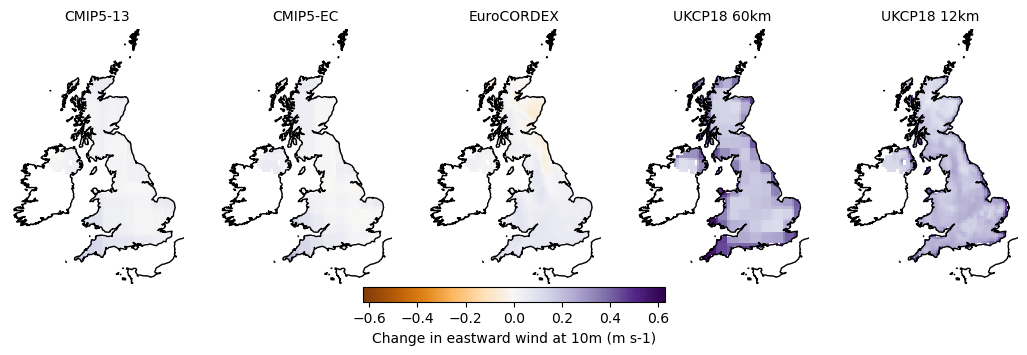 CMIP5-13 CMIP5-EC EuroCORDEX UKCP18 60km UKCP18 12km
−0.6 −0.4 −0.2 0.0 0.2 0.4 0.6
Change in eastward wind at 10m (m s-1)